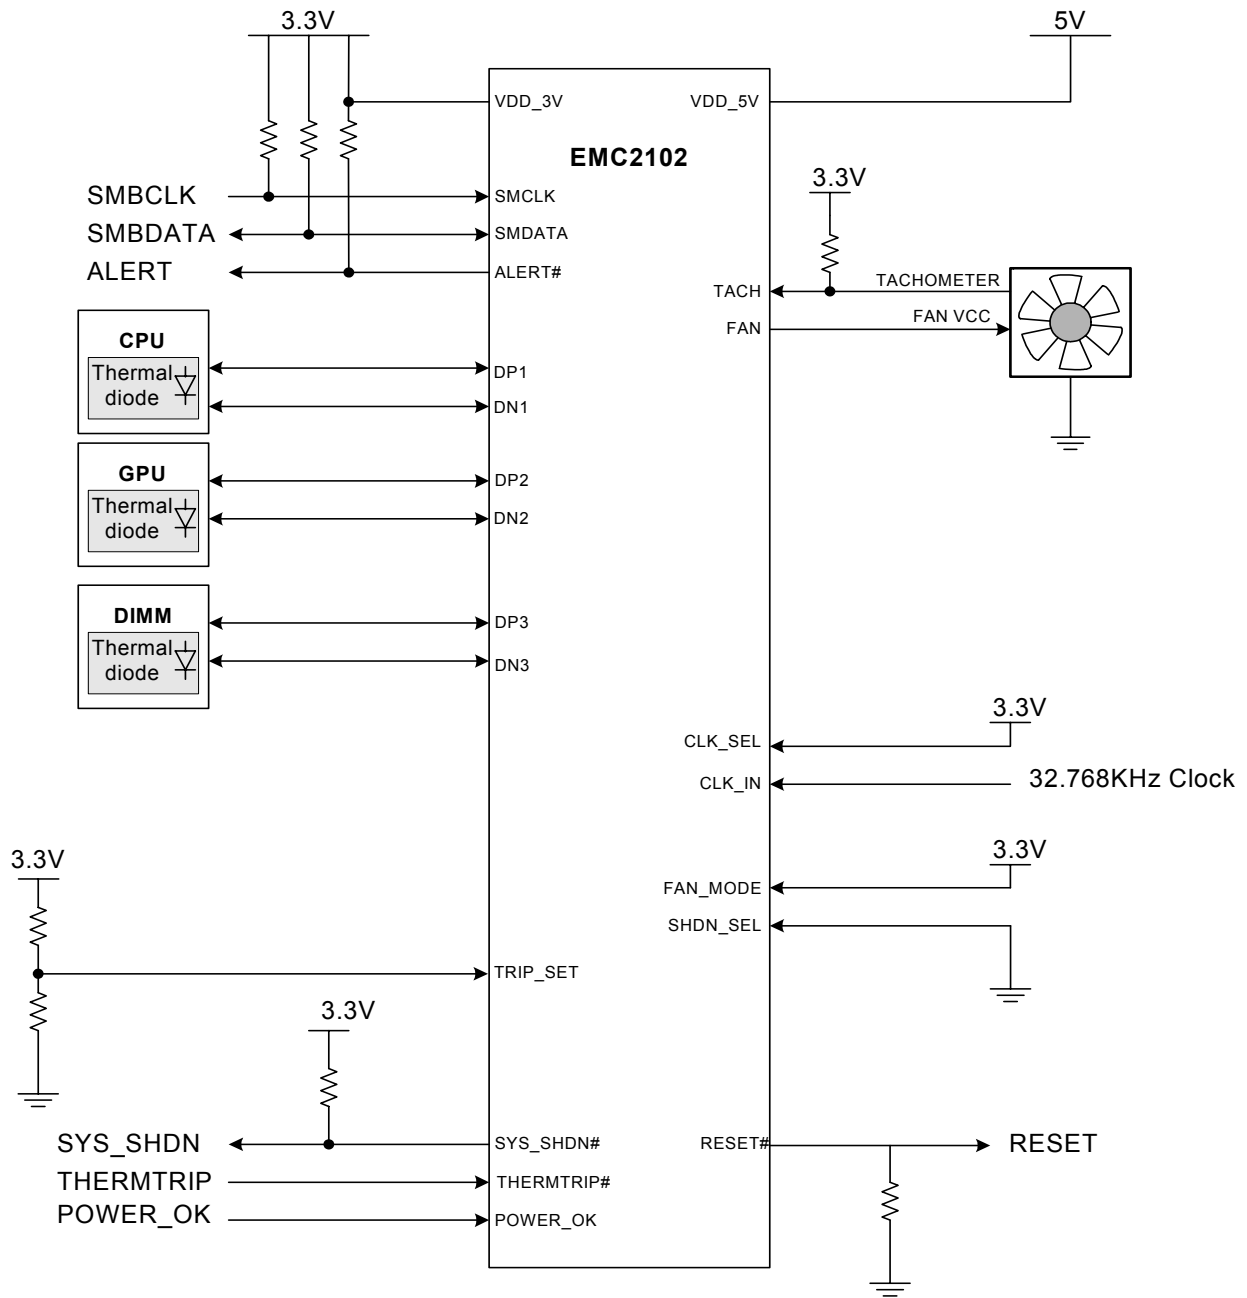 3.3V
5V
VDD_3V
VDD_5V
EMC2102
SMBCLK
SMCLK
SMBDATA
SMDATA
ALERT
ALERT#
3.3V
TACH
TACHOMETER
FAN
FAN VCC
CPU
Thermal
diode
DP1
DN1
GPU
Thermal
diode
DP2
DN2
DIMM
Thermal
diode
DP3
DN3
3.3V
CLK_SEL
CLK_IN
32.768KHz Clock
3.3V
FAN_MODE
SHDN_SEL
3.3V
TRIP_SET
3.3V
SYS_SHDN
SYS_SHDN#
THERMTRIP
THERMTRIP#
POWER_OK
POWER_OK
RESET#
RESET